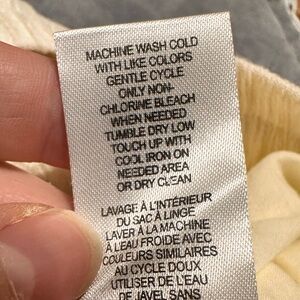 MACHINE WASH COLD
WITH LIKE COLORS
GENTLE CYCLE
ONLY NON-
CHLORINE BLEACH
WHEN NEEDED
TUMBLE DRY LOW
TOUCH UP WITH
COOL IRON ON
NEEDED AREA
OR DRY CLEAN
LAVAGE À L'INTÉRIEUR
DU SAC À LINGE
LAVER À LA MACHINE
À L'EAU FROIDE AVEC
COULEURS SIMILAIRES
AU CYCLE DOUX
UTILISER DE L'EAU
DE JAVEL SANS